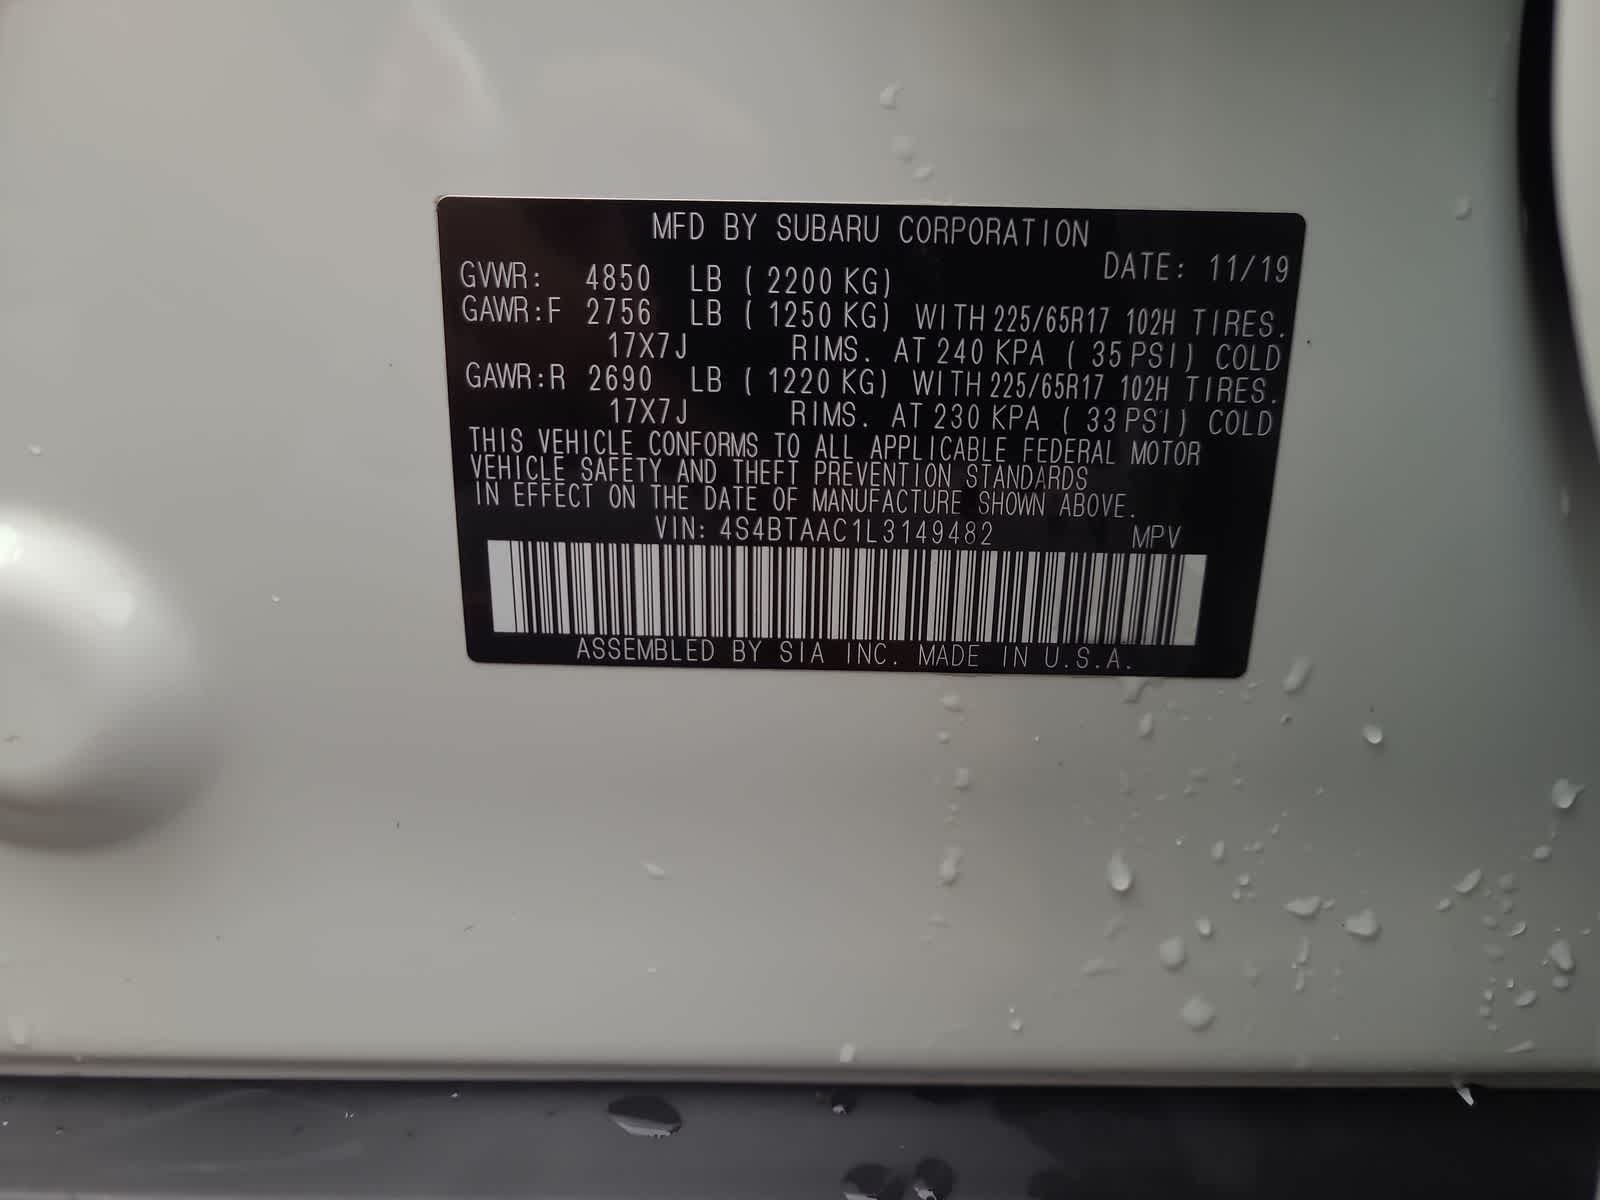 MFD BY SUBARU CORPORATION
DATE: 11/19
GVWR: 4850 LB ( 2200 KG)
GAWR:F 2756 LB ( 1250 KG) WITH 225/65R17 102H TIRES.
17X7J RIMS. AT 240 KPA ( 35 PSI) COLD
GAWR:R 2690 LB ( 1220 KG) WITH 225/65R17 102H TIRES.
17X7J RIMS. AT 230 KPA ( 33 PSI) COLD
THIS VEHICLE CONFORMS TO ALL APPLICABLE FEDERAL MOTOR
VEHICLE SAFETY AND THEFT PREVENTION STANDARDS
IN EFFECT ON THE DATE OF MANUFACTURE SHOWN ABOVE.
VIN: 4S4BTAAC1L3149482 MPV
ASSEMBLED BY SIA INC. MADE IN U.S.A.